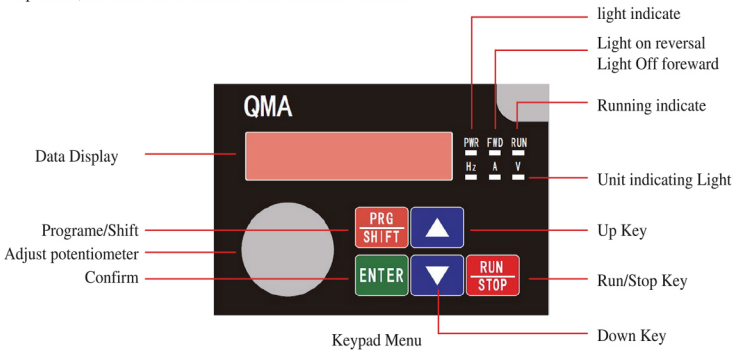 light indicate
Light on reversal
Light Off foreward
Running indicate
QMA
PWR FWD RUN
Hz A V
Data Display
Unit indicating Light
Programe/Shift
PRG
SHIFT
Up Key
Adjust potentiometer
Confirm
ENTER
RUN
STOP
Run/Stop Key
Keypad Menu
Down Key